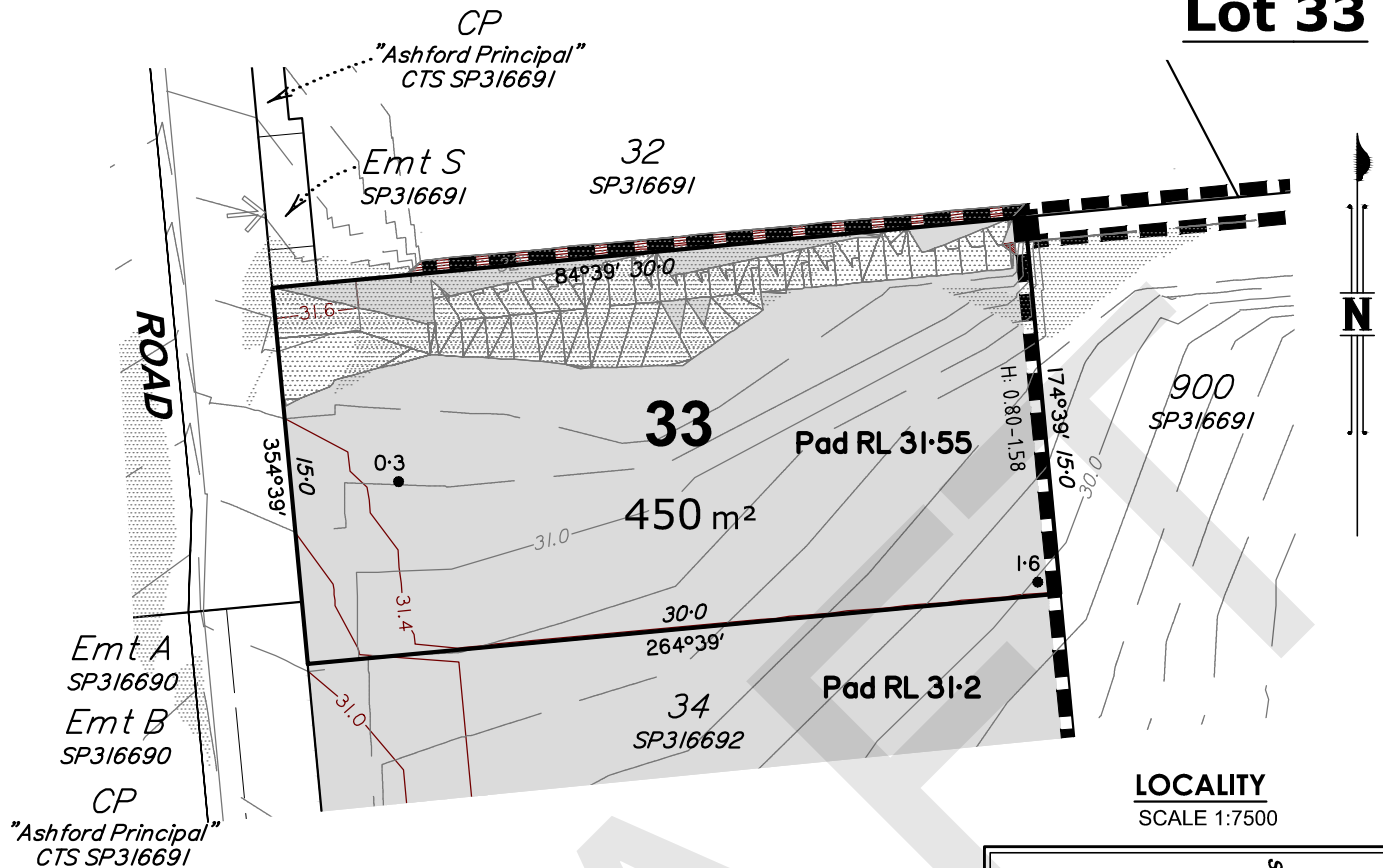 Lot 33
CP
"Ashford Principal"
CTS SP316691
Emt S
SP316691
32
SP316691
84°39' 30·0
31.6
ROAD
N
33
Pad RL 31·55
450 m²
0·3
354°39'
15·0
H: 0.80-1.58
174°39' 15·0
30.0
900
SP316691
31.0
31.4
1·6
30·0
264°39'
Emt A
SP316690
Emt B
SP316690
CP
"Ashford Principal"
CTS SP316691
31.0
34
SP316692
Pad RL 31·2
LOCALITY
SCALE 1:7500